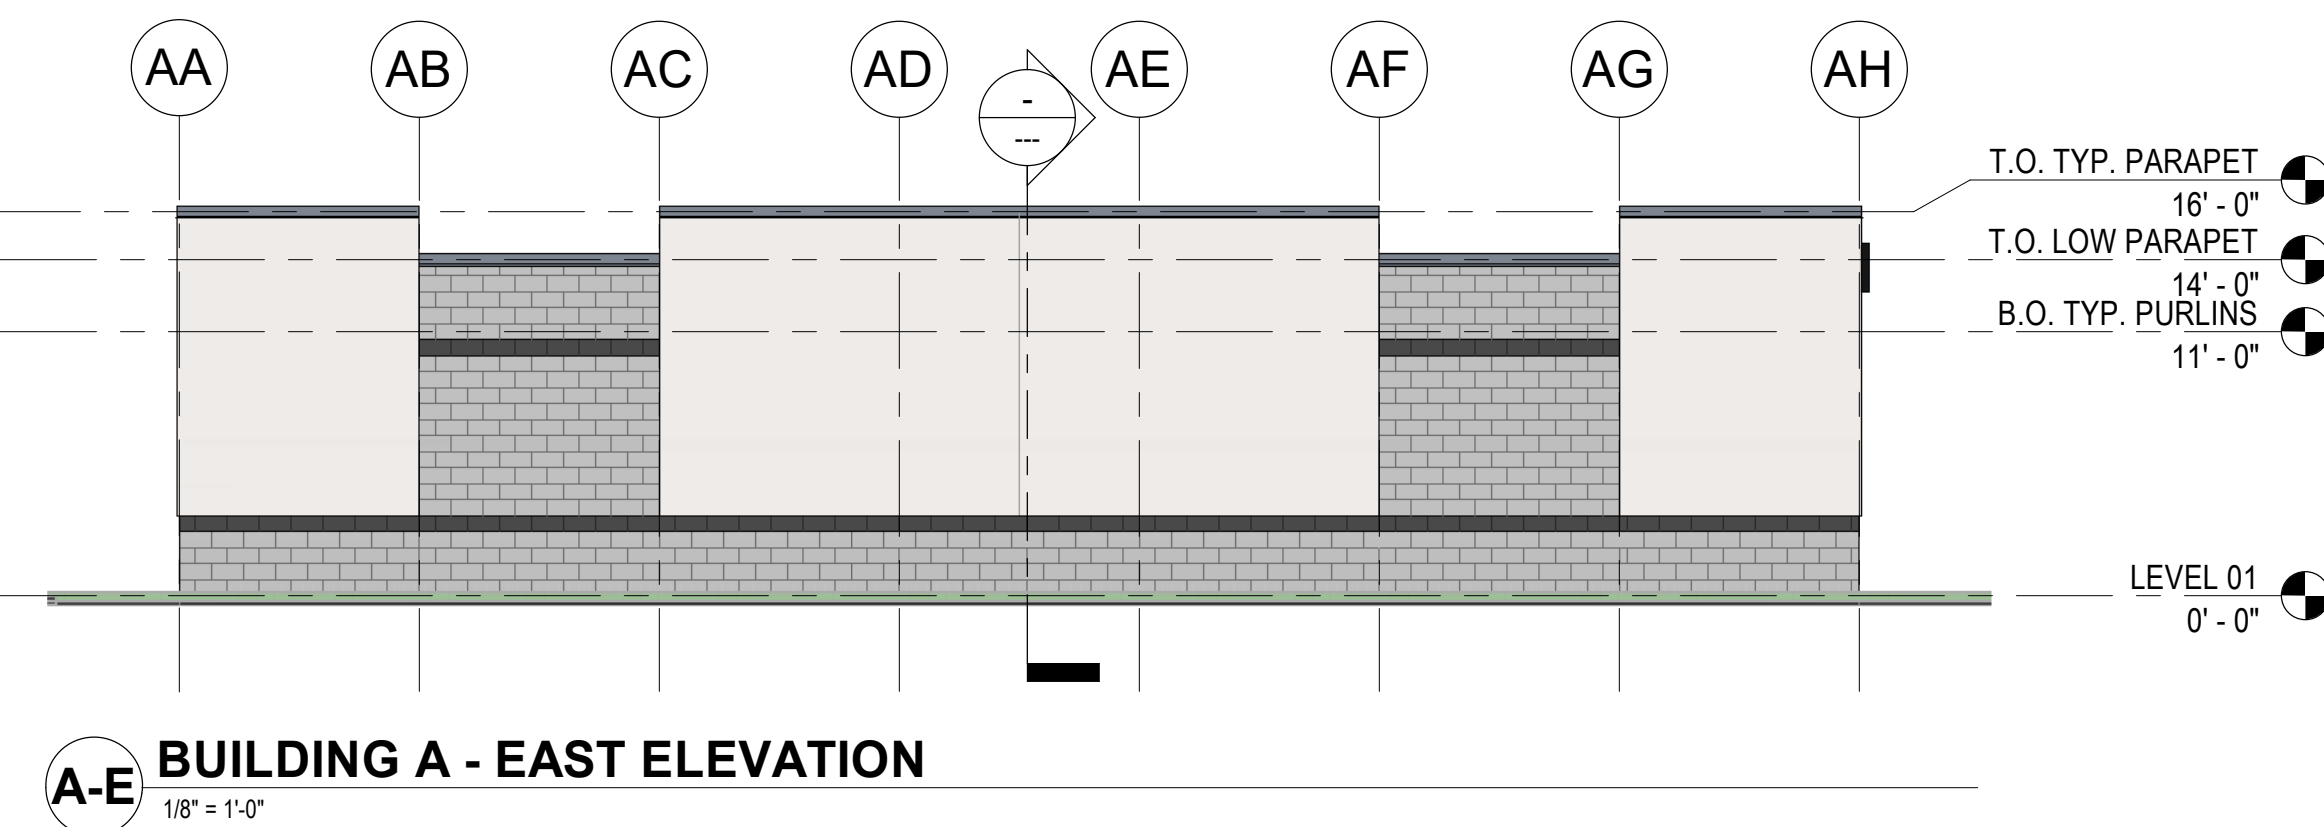 AA AB AC AD AE AF AG AH
-
---
T.O. TYP. PARAPET
16' - 0"
T.O. LOW PARAPET
14' - 0"
B.O. TYP. PURLINS
11' - 0"
LEVEL 01
0' - 0"
A-E
BUILDING A - EAST ELEVATION
1/8" = 1'-0"